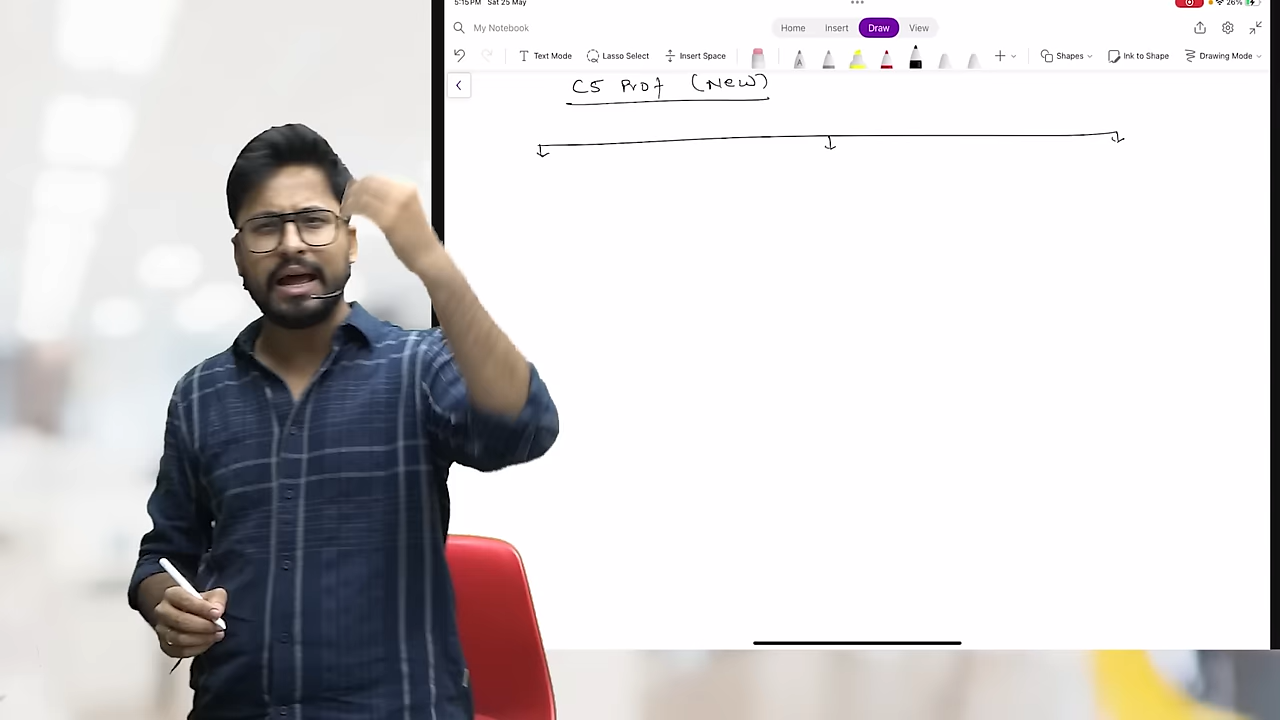 5:15PM Sat 25 May
26%
My Notebook
Home Insert Draw View
Text Mode Lasso Select Insert Space Shapes Ink to Shape Drawing Mode
CS Prof (New)